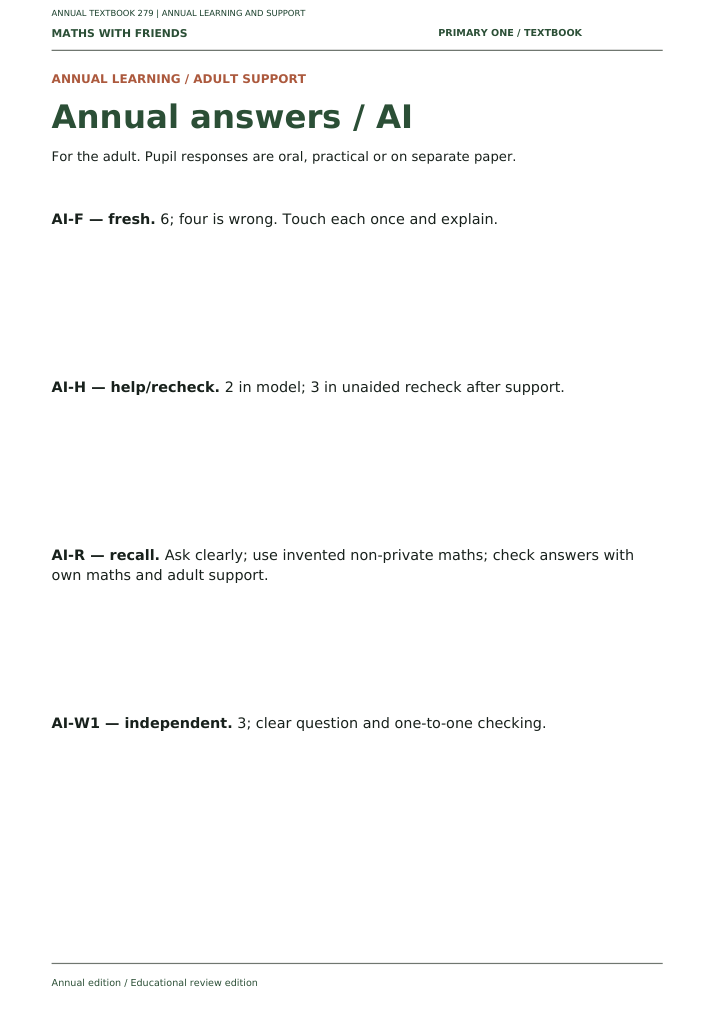 ANNUAL TEXTBOOK 279 | ANNUAL LEARNING AND SUPPORT
MATHS WITH FRIENDS
PRIMARY ONE / TEXTBOOK
ANNUAL LEARNING / ADULT SUPPORT
Annual answers / AI
For the adult. Pupil responses are oral, practical or on separate paper.
AI-F — fresh. 6; four is wrong. Touch each once and explain.
AI-H — help/recheck. 2 in model; 3 in unaided recheck after support.
AI-R — recall. Ask clearly; use invented non-private maths; check answers with
own maths and adult support.
AI-W1 — independent. 3; clear question and one-to-one checking.
Annual edition / Educational review edition